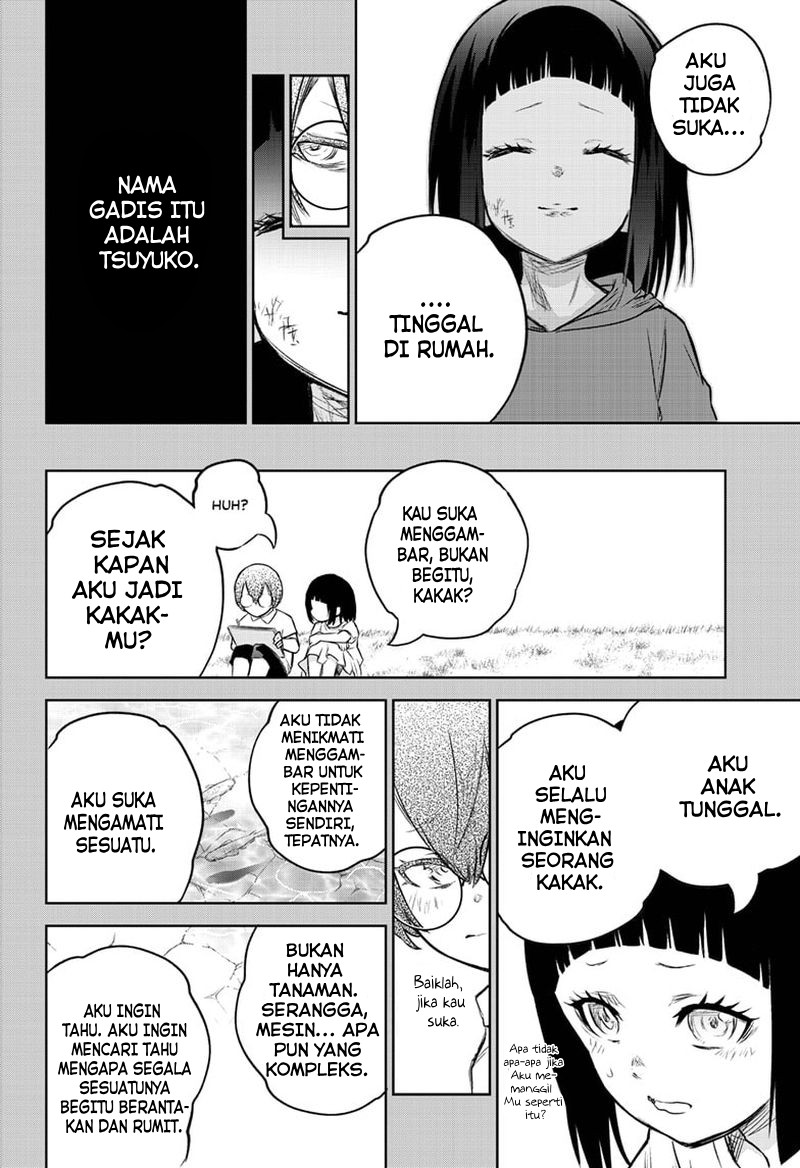 AKU
JUGA
TIDAK
SUKA...
....
TINGGAL
DI RUMAH.
NAMA
GADIS ITU
ADALAH
TSUYUKO.
KAU SUKA
MENGGAM-
BAR, BUKAN
BEGITU,
KAKAK?
HUH?
SEJAK
KAPAN
AKU JADI
KAKAK-
MU?
AKU
ANAK
TUNGGAL.
AKU
SELALU
MENG-
INGINKAN
SEORANG
KAKAK.
Apa tidak
apa-apa jika
Aku me-
manggil
Mu seperti
itu?
Baiklah,
jika kau
suka.
AKU TIDAK
MENIKMATI
MENGGAM-
BAR UNTUK
KEPENTI-
NGANNYA
SENDIRI,
TEPATNYA.
AKU SUKA
MENGAMATI
SESUATU.
BUKAN
HANYA
TANAMAN.
SERANGGA,
MESIN... APA
PUN YANG
KOMPLEKS.
AKU INGIN
TAHU. AKU INGIN
MENCARI TAHU
MENGAPA SEGALA
SESUATUNYA
BEGITU BERANTA-
KAN DAN RUMIT.